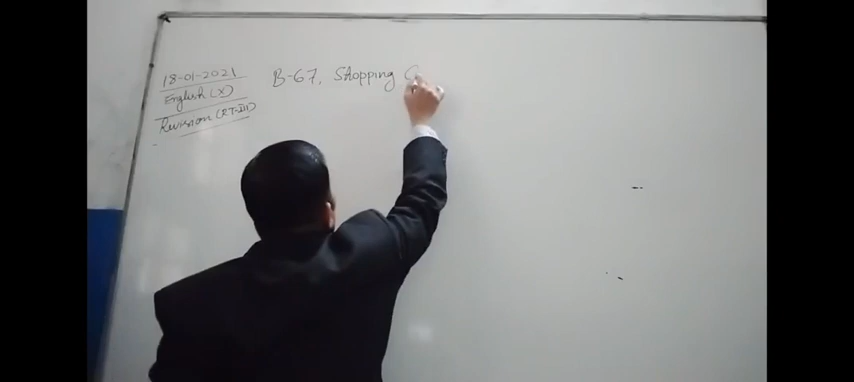 18-01-2021
English (X)
Revision (RT-III)
B-67, Shopping C